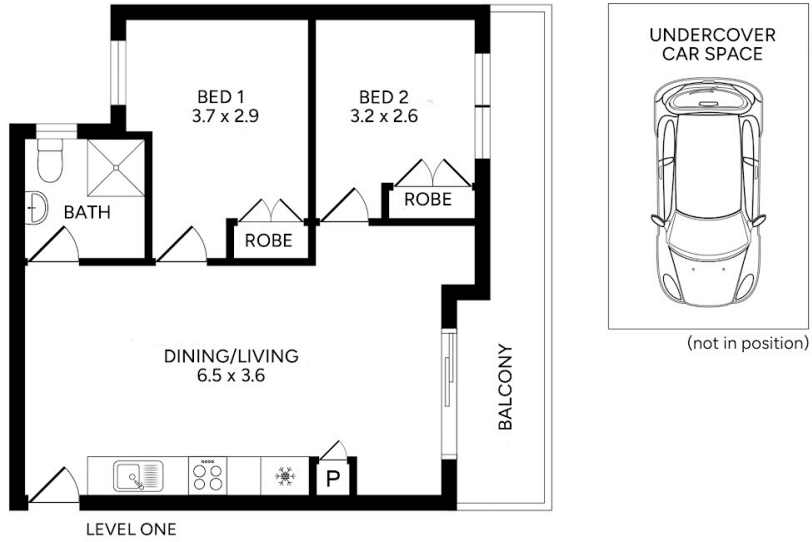 UNDERCOVER
CAR SPACE
BED 1
3.7 x 2.9
BED 2
3.2 x 2.6
ROBE
BATH
ROBE
(not in position)
DINING/LIVING
6.5 x 3.6
BALCONY
P
LEVEL ONE